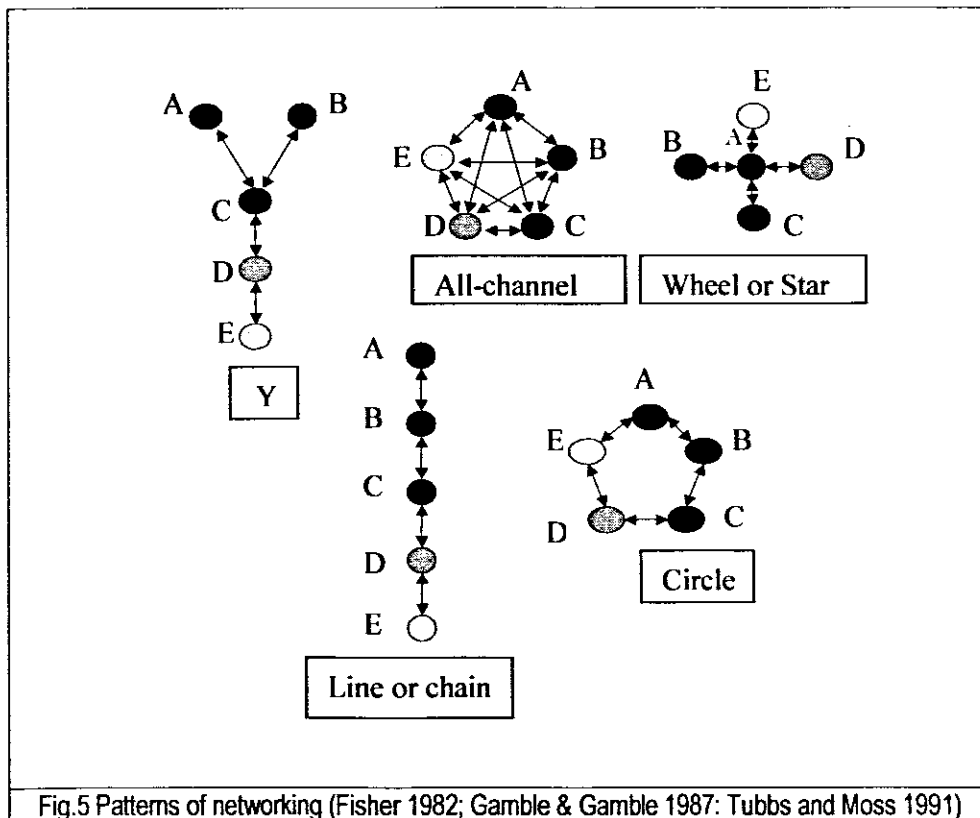 A
B
C
D
E
Y
A
E
B
D
C
All-channel
E
A
B
D
C
Wheel or Star
A
B
C
D
E
Line or chain
A
E
B
D
C
Circle
Fig.5 Patterns of networking (Fisher 1982; Gamble & Gamble 1987: Tubbs and Moss 1991)